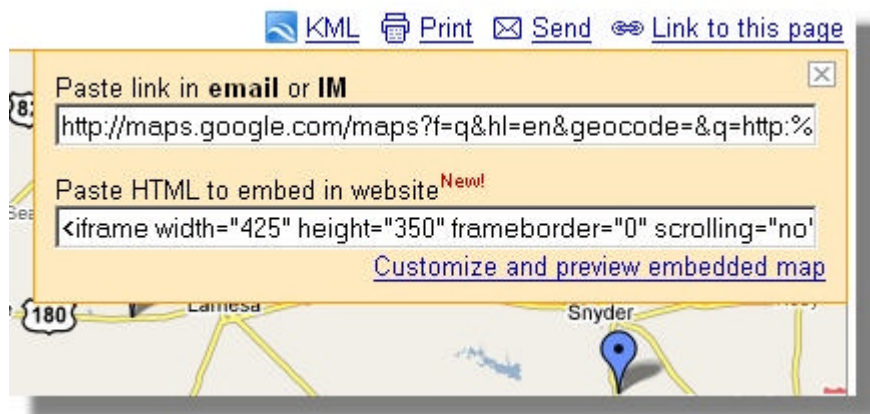 KML Print Send Link to this page
Paste link in email or IM
http://maps.google.com/maps?f=q&hl=en&geocode=&q=http:%
Paste HTML to embed in website New!
<iframe width="425" height="350" frameborder="0" scrolling="no"
Customize and preview embedded map
180 Lamesa Snyder